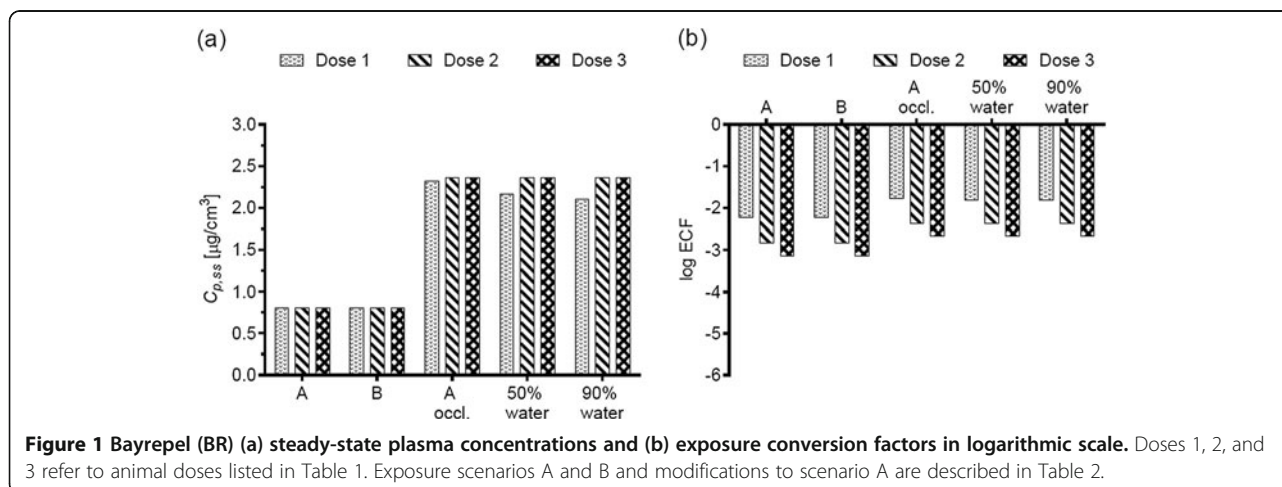 (a)
Dose 1 Dose 2 Dose 3
3.0
2.5
2.0
1.5
1.0
0.5
0.0
C_{p,ss} [µg/cm³]
A B A occl. 50% water 90% water
(b)
Dose 1 Dose 2 Dose 3
A B A occl. 50% water 90% water
0
-1
-2
-3
-4
-5
-6
log ECF
Figure 1 Bayrepel (BR) (a) steady-state plasma concentrations and (b) exposure conversion factors in logarithmic scale. Doses 1, 2, and
3 refer to animal doses listed in Table 1. Exposure scenarios A and B and modifications to scenario A are described in Table 2.